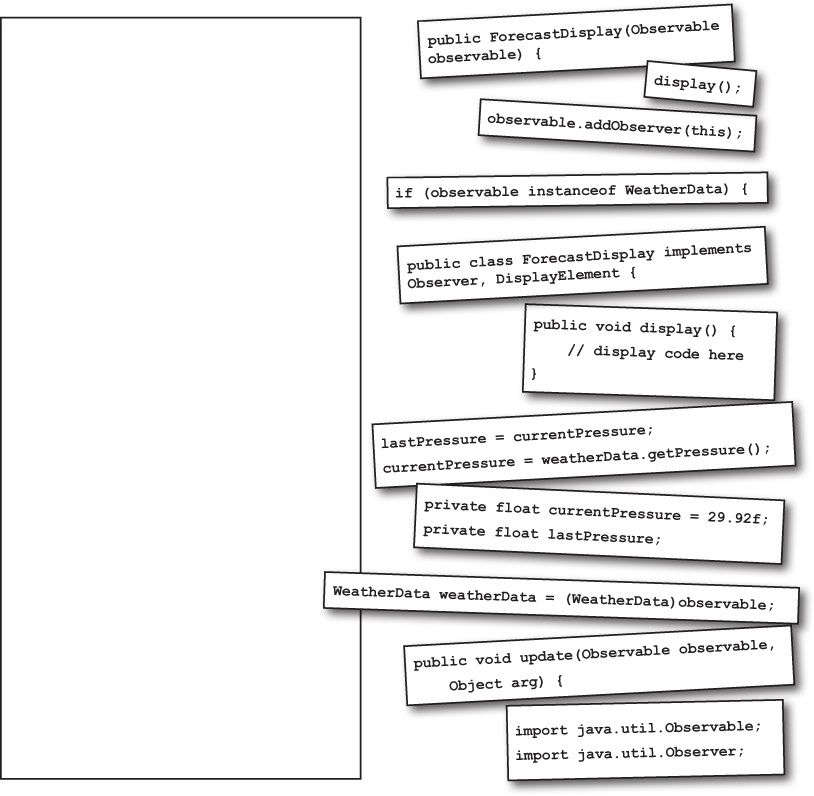 public ForecastDisplay(Observable
observable) {
display();
observable.addObserver(this);
if (observable instanceof WeatherData) {
public class ForecastDisplay implements
Observer, DisplayElement {
public void display() {
// display code here
}
lastPressure = currentPressure;
currentPressure = weatherData.getPressure();
private float currentPressure = 29.92f;
private float lastPressure;
WeatherData weatherData = (WeatherData)observable;
public void update(Observable observable,
Object arg) {
import java.util.Observable;
import java.util.Observer;